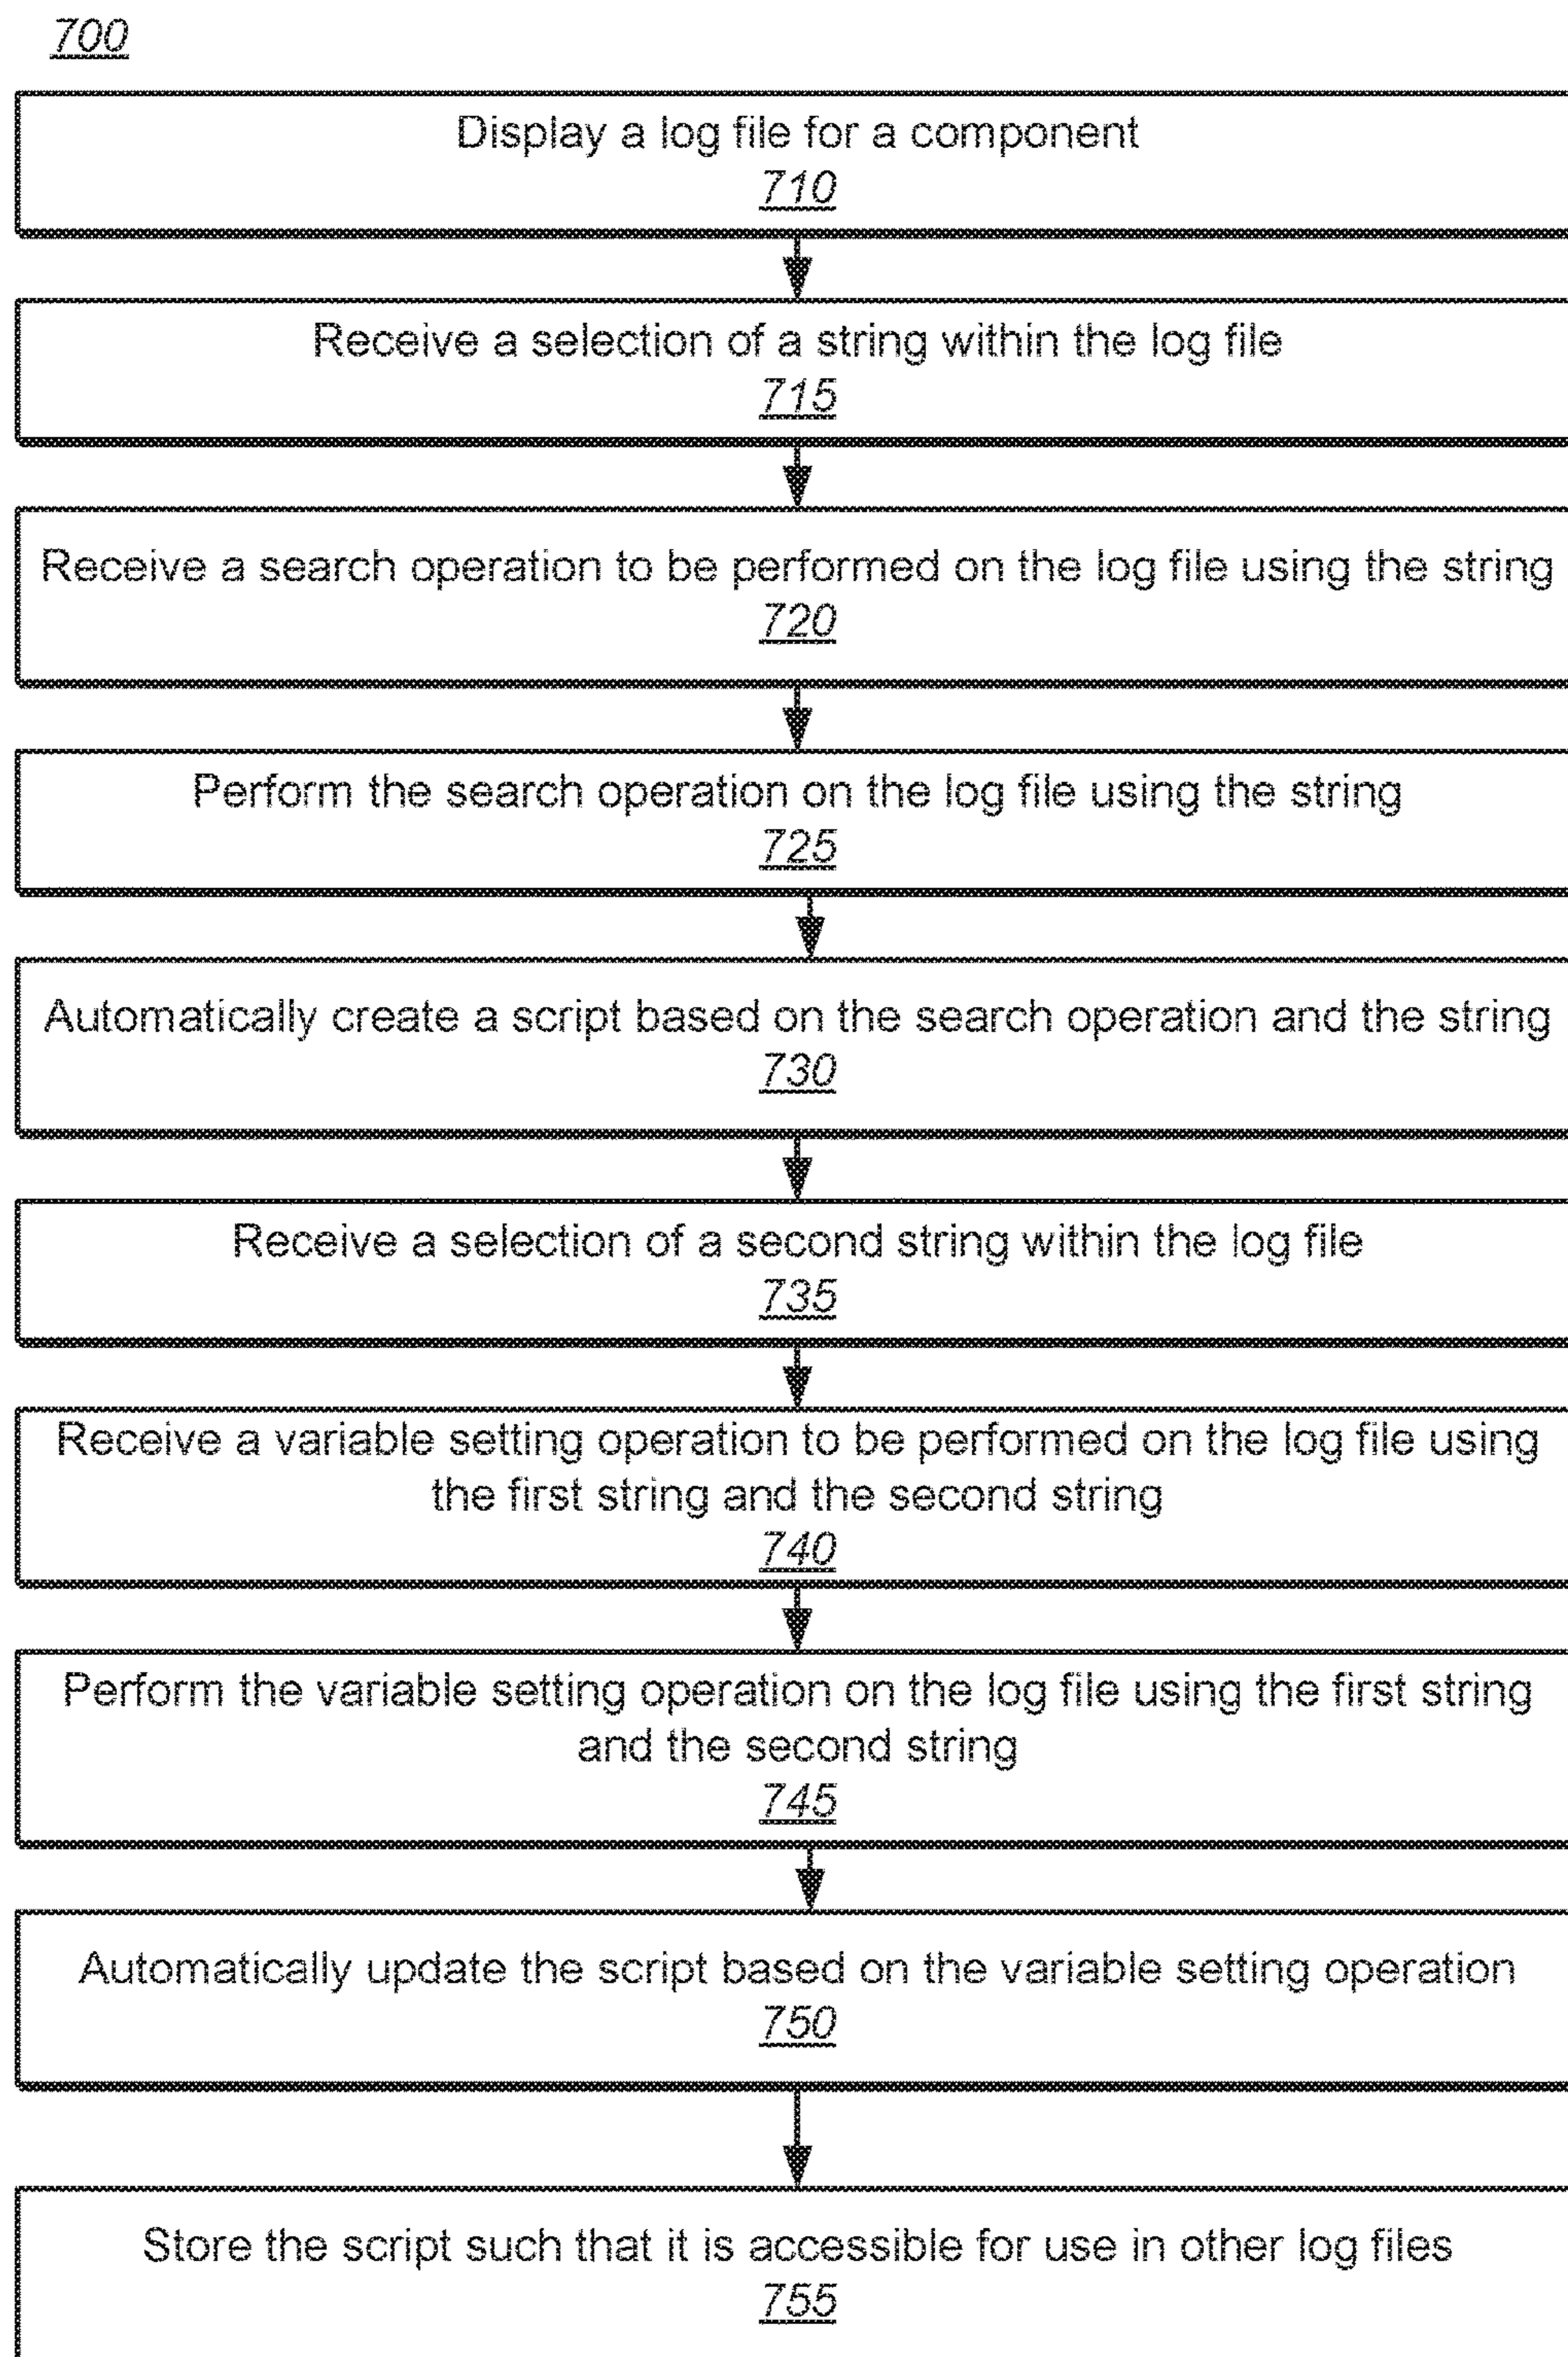 700
Display a log file for a component
710
Receive a selection of a string within the log file
715
Receive a search operation to be performed on the log file using the string
720
Perform the search operation on the log file using the string
725
Automatically create a script based on the search operation and the string
730
Receive a selection of a second string within the log file
735
Receive a variable setting operation to be performed on the log file using
the first string and the second string
740
Perform the variable setting operation on the log file using the first string
and the second string
745
Automatically update the script based on the variable setting operation
750
Store the script such that it is accessible for use in other log files
755